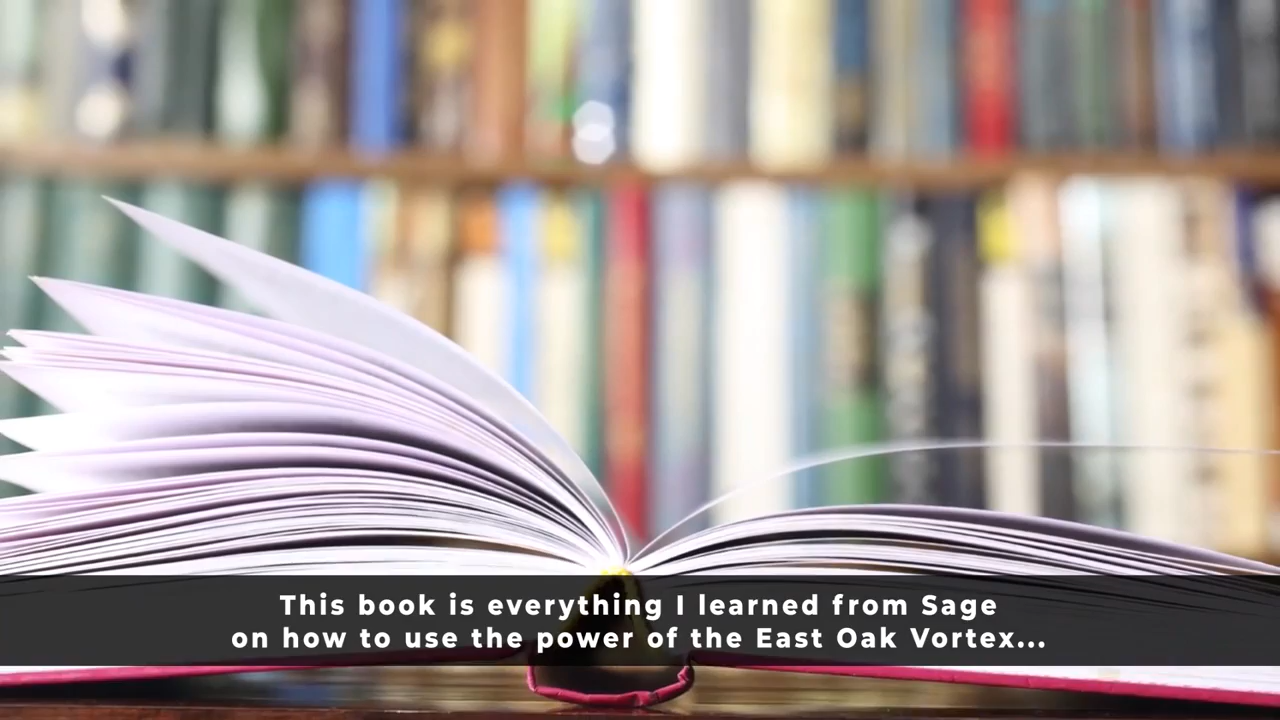 This book is everything I learned from Sage
on how to use the power of the East Oak Vortex...